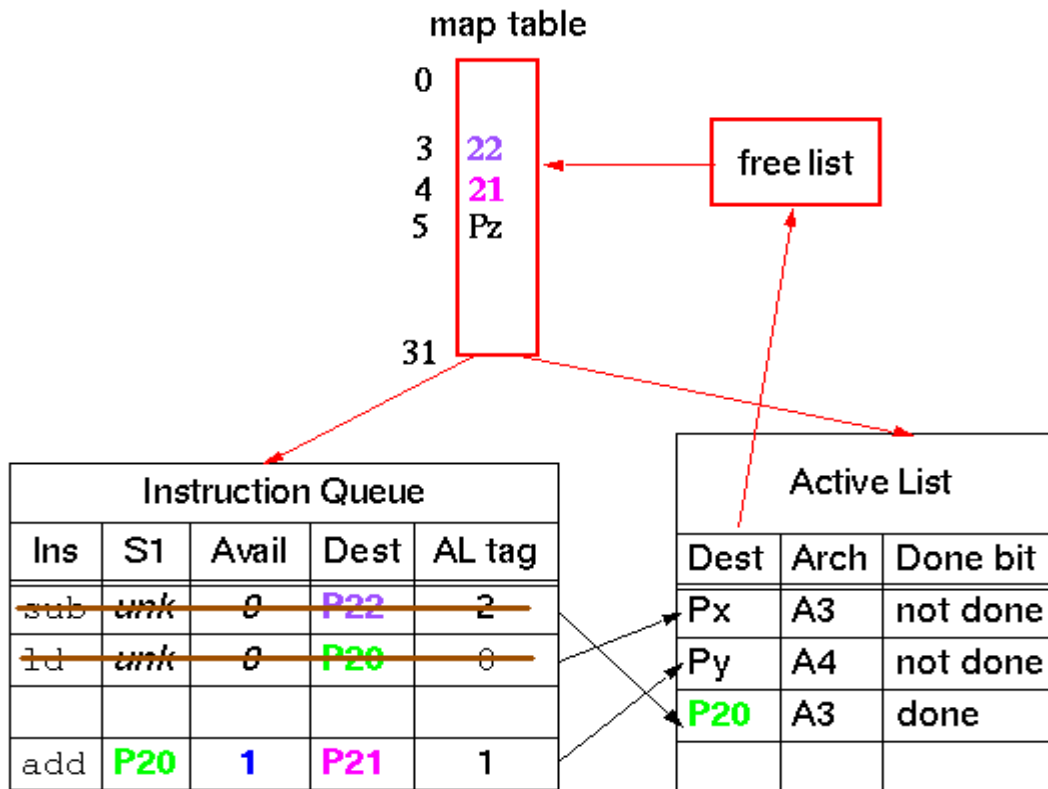 map table
0
3 22
4 21
5 Pz
31
free list
Instruction Queue
Ins S1 Avail Dest AL tag
sub unk 0 P22 2
ld unk 0 P20 0
add P20 1 P21 1
Active List
Dest Arch Done bit
Px A3 not done
Py A4 not done
P20 A3 done